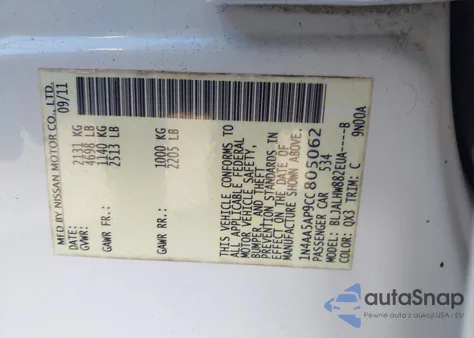 MFD BY NISSAN MOTOR CO., LTD.
DATE: 09/11
GVWR: 2131 KG
4698 LB
GAWR FR: 1140 KG
2513 LB
GAWR RR: 1000 KG
2205 LB
THIS VEHICLE CONFORMS TO
ALL APPLICABLE FEDERAL
MOTOR VEHICLE SAFETY,
BUMPER AND THEFT
PREVENTION STANDARDS IN
EFFECT ON THE DATE OF
MANUFACTURE SHOWN ABOVE.
1N4AA5AP9CC805062
PASSENGER CAR 534
MODEL: BLJALHW882EUA----B
COLOR: QX3 TRIM: C 9N00A
autoSnap
Pewne auta z aukcji USA i EU